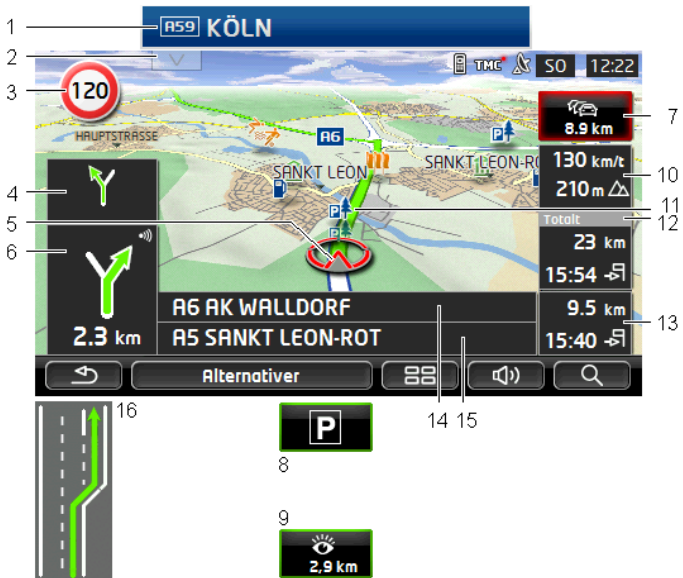 1
A59 KÖLN
2
TMC SO 12:22
3
120
7
8.9 km
HAUPTSTRASSE
A6
P
SANKT LEON
SANKT LEON-RO
130 km/t
10
210 m
4
11
P
P
5
Totalt
12
6
23 km
15:54
2.3 km
A6 AK WALLDORF
9.5 km
13
A5 SANKT LEON-ROT
15:40
Alternativer
16
14 15
P
8
9
2,9 km